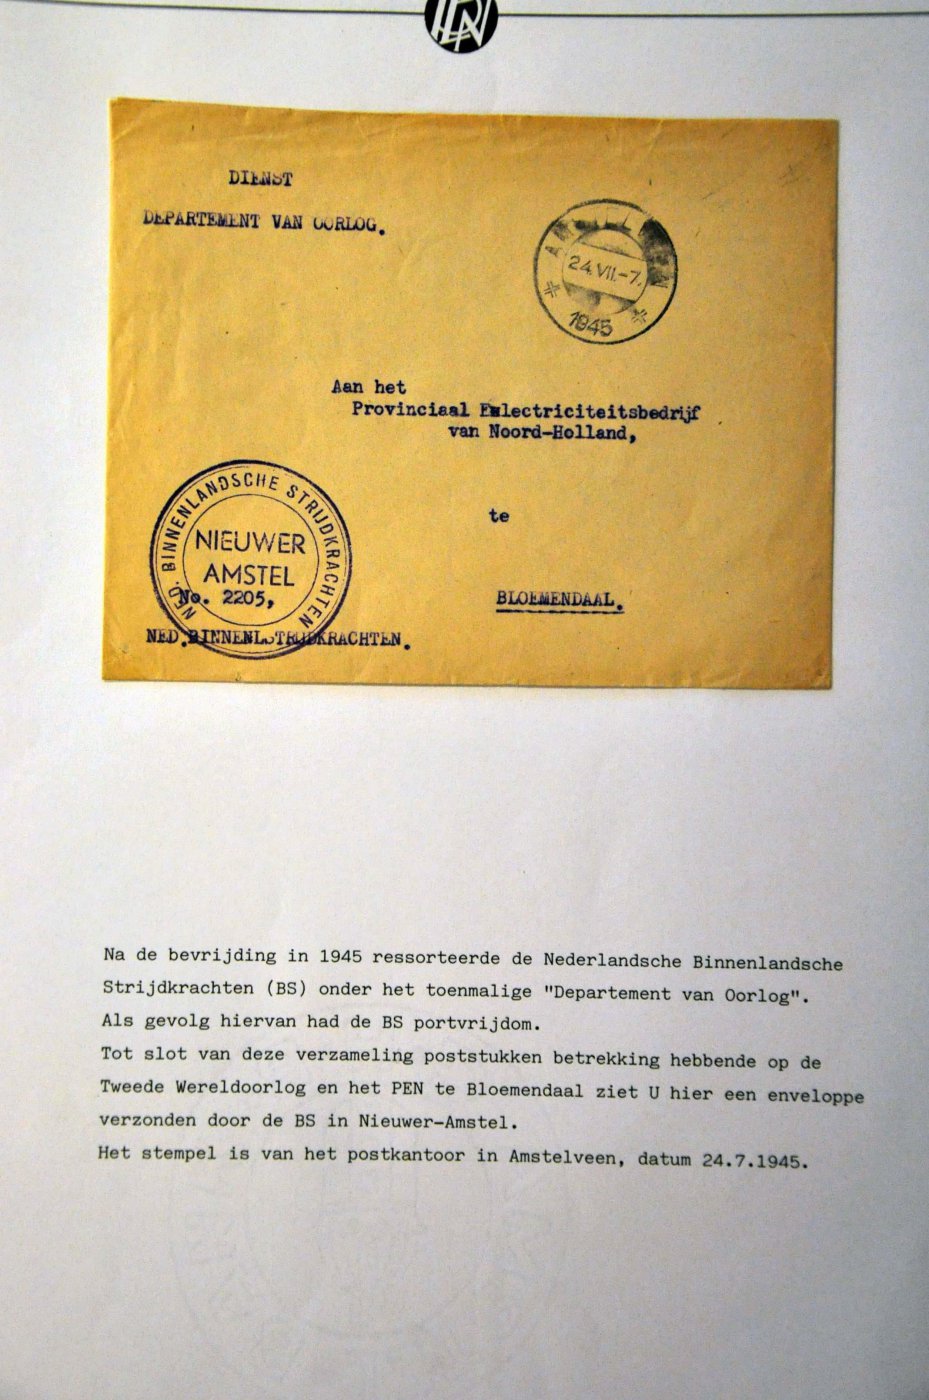 PEN
DIENST
DEPARTEMENT VAN OORLOG.
AMSTELVEEN
24.VII.-7.
1945
Aan het
Provinciaal Eelectriciteitsbedrijf
van Noord-Holland,
te
BLOEMENDAAL.
NED. BINNENLANDSCHE STRIJDKRACHTEN
NIEUWER
AMSTEL
No. 2205,
NED.BINNENL.STRIJDKRACHTEN.
Na de bevrijding in 1945 ressorteerde de Nederlandsche Binnenlandsche
Strijdkrachten (BS) onder het toenmalige "Departement van Oorlog".
Als gevolg hiervan had de BS portvrijdom.
Tot slot van deze verzameling poststukken betrekking hebbende op de
Tweede Wereldoorlog en het PEN te Bloemendaal ziet U hier een enveloppe
verzonden door de BS in Nieuwer-Amstel.
Het stempel is van het postkantoor in Amstelveen, datum 24.7.1945.